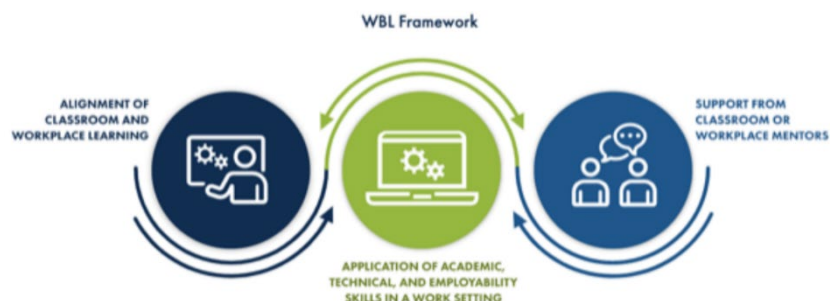 WBL Framework
ALIGNMENT OF
CLASSROOM AND
WORKPLACE LEARNING
SUPPORT FROM
CLASSROOM OR
WORKPLACE MENTORS
APPLICATION OF ACADEMIC,
TECHNICAL, AND EMPLOYABILITY
SKILLS IN A WORK SETTING